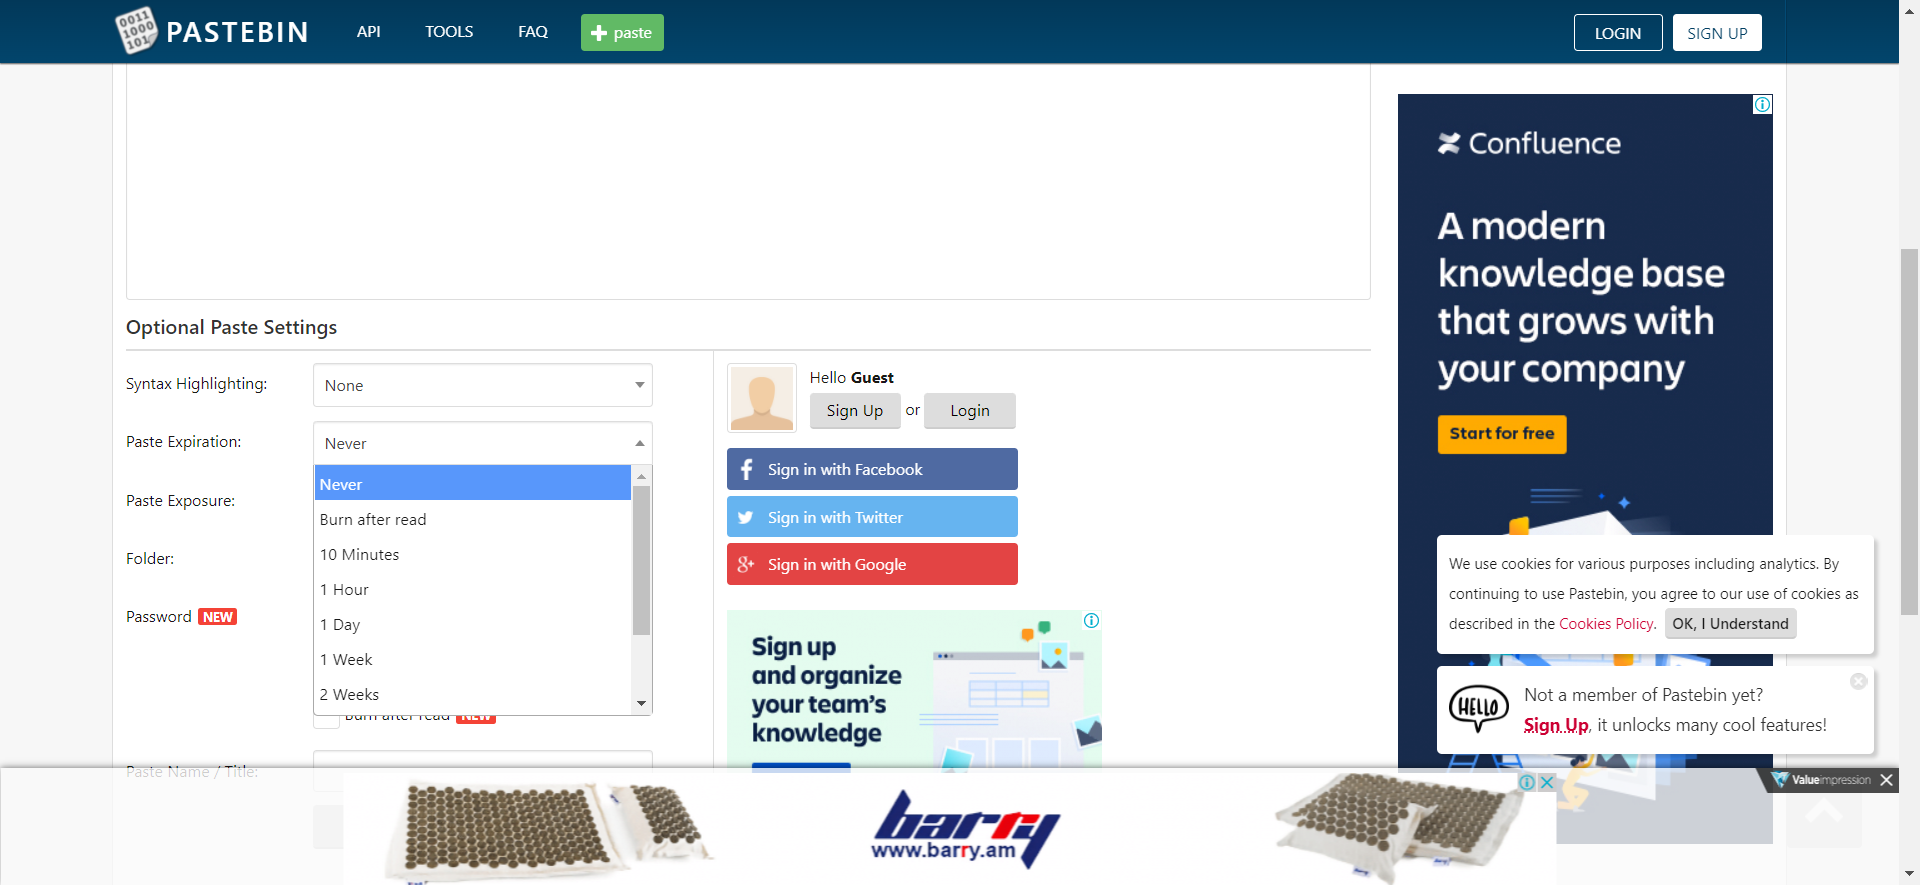 0011
1000
101
PASTEBIN
API
TOOLS
FAQ
paste
LOGIN
SIGN UP
Optional Paste Settings
Syntax Highlighting:
None
Paste Expiration:
Never
Never
Burn after read
10 Minutes
1 Hour
1 Day
1 Week
2 Weeks
Paste Exposure:
Folder:
Password NEW
Burn after read NEW
Paste Name / Title:
Hello Guest
Sign Up or Login
Sign in with Facebook
Sign in with Twitter
Sign in with Google
Sign up
and organize
your team's
knowledge
Confluence
A modern
knowledge base
that grows with
your company
Start for free
We use cookies for various purposes including analytics. By
continuing to use Pastebin, you agree to our use of cookies as
described in the Cookies Policy. OK, I Understand
HELLO
Not a member of Pastebin yet?
Sign Up, it unlocks many cool features!
Valueimpression
barry
www.barry.am